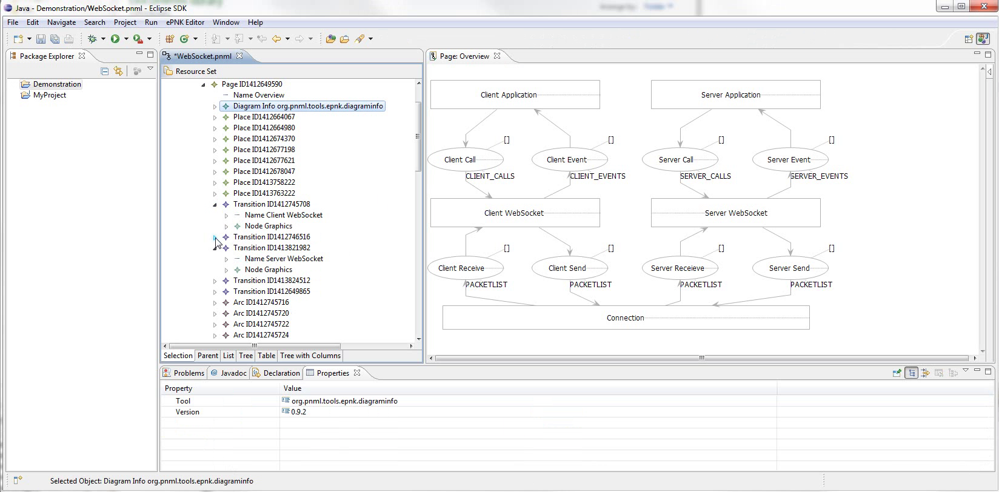 Java - Demonstration/WebSocket.pnml - Eclipse SDK
File Edit Navigate Search Project Run ePNK Editor Window Help
Package Explorer
Demonstration
MyProject
*WebSocket.pnml
Resource Set
Page ID1412649590
Name Overview
Diagram Info org.pnml.tools.epnk.diagraminfo
Place ID1412664067
Place ID1412664980
Place ID1412674370
Place ID1412677198
Place ID1412677621
Place ID1412678047
Place ID1413758222
Place ID1413763222
Transition ID1412745708
Name Client WebSocket
Node Graphics
Transition ID1412746516
Transition ID1413821982
Name Server WebSocket
Node Graphics
Transition ID1413824512
Transition ID1412649865
Arc ID1412745716
Arc ID1412745720
Arc ID1412745722
Arc ID1412745724
Selection Parent List Tree Table Tree with Columns
Page: Overview
Client Application Server Application
[] [] [] []
Client Call Client Event Server Call Server Event
CLIENT_CALLS CLIENT_EVENTS SERVER_CALLS SERVER_EVENTS
Client WebSocket Server WebSocket
[] [] [] []
Client Receive Client Send Server Receieve Server Send
PACKETLIST PACKETLIST PACKETLIST PACKETLIST
Connection
Problems @ Javadoc Declaration Properties
Property Value
Tool org.pnml.tools.epnk.diagraminfo
Version 0.9.2
Selected Object: Diagram Info org.pnml.tools.epnk.diagraminfo